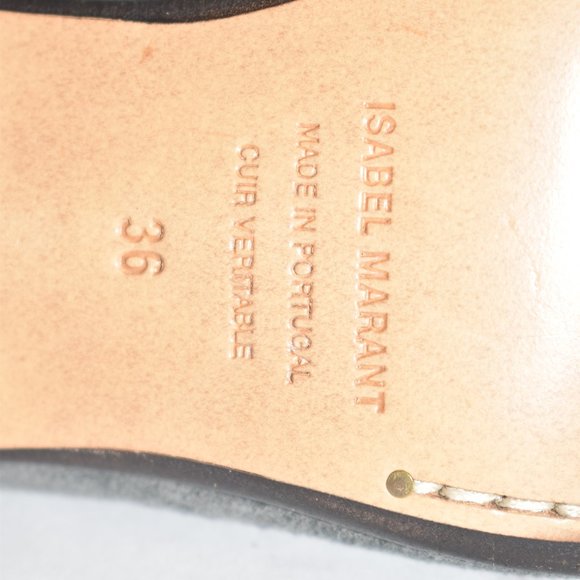 ISABEL MARANT
MADE IN PORTUGAL
CUIR VERITABLE
36